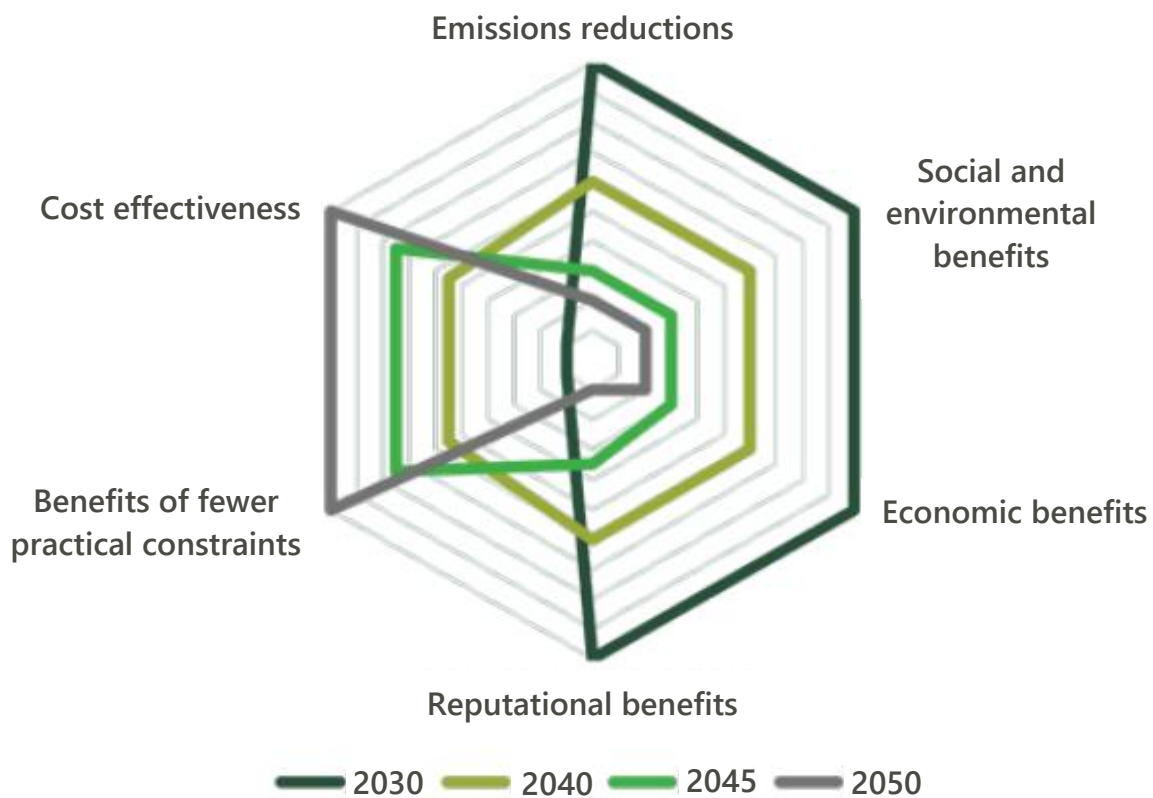 Emissions reductions
Social and
environmental
benefits
Cost effectiveness
Benefits of fewer
practical constraints
Economic benefits
Reputational benefits
2030 2040 2045 2050